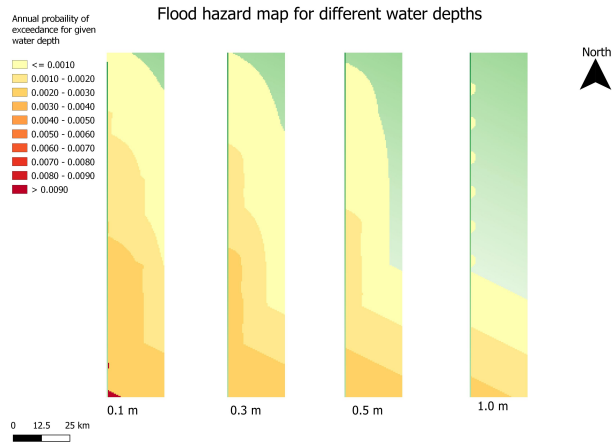 Flood hazard map for different water depths
Annual probaility of
exceedance for given
water depth
<= 0.0010
0.0010 - 0.0020
0.0020 - 0.0030
0.0030 - 0.0040
0.0040 - 0.0050
0.0050 - 0.0060
0.0060 - 0.0070
0.0070 - 0.0080
0.0080 - 0.0090
> 0.0090
North
0.1 m
0.3 m
0.5 m
1.0 m
0 12.5 25 km